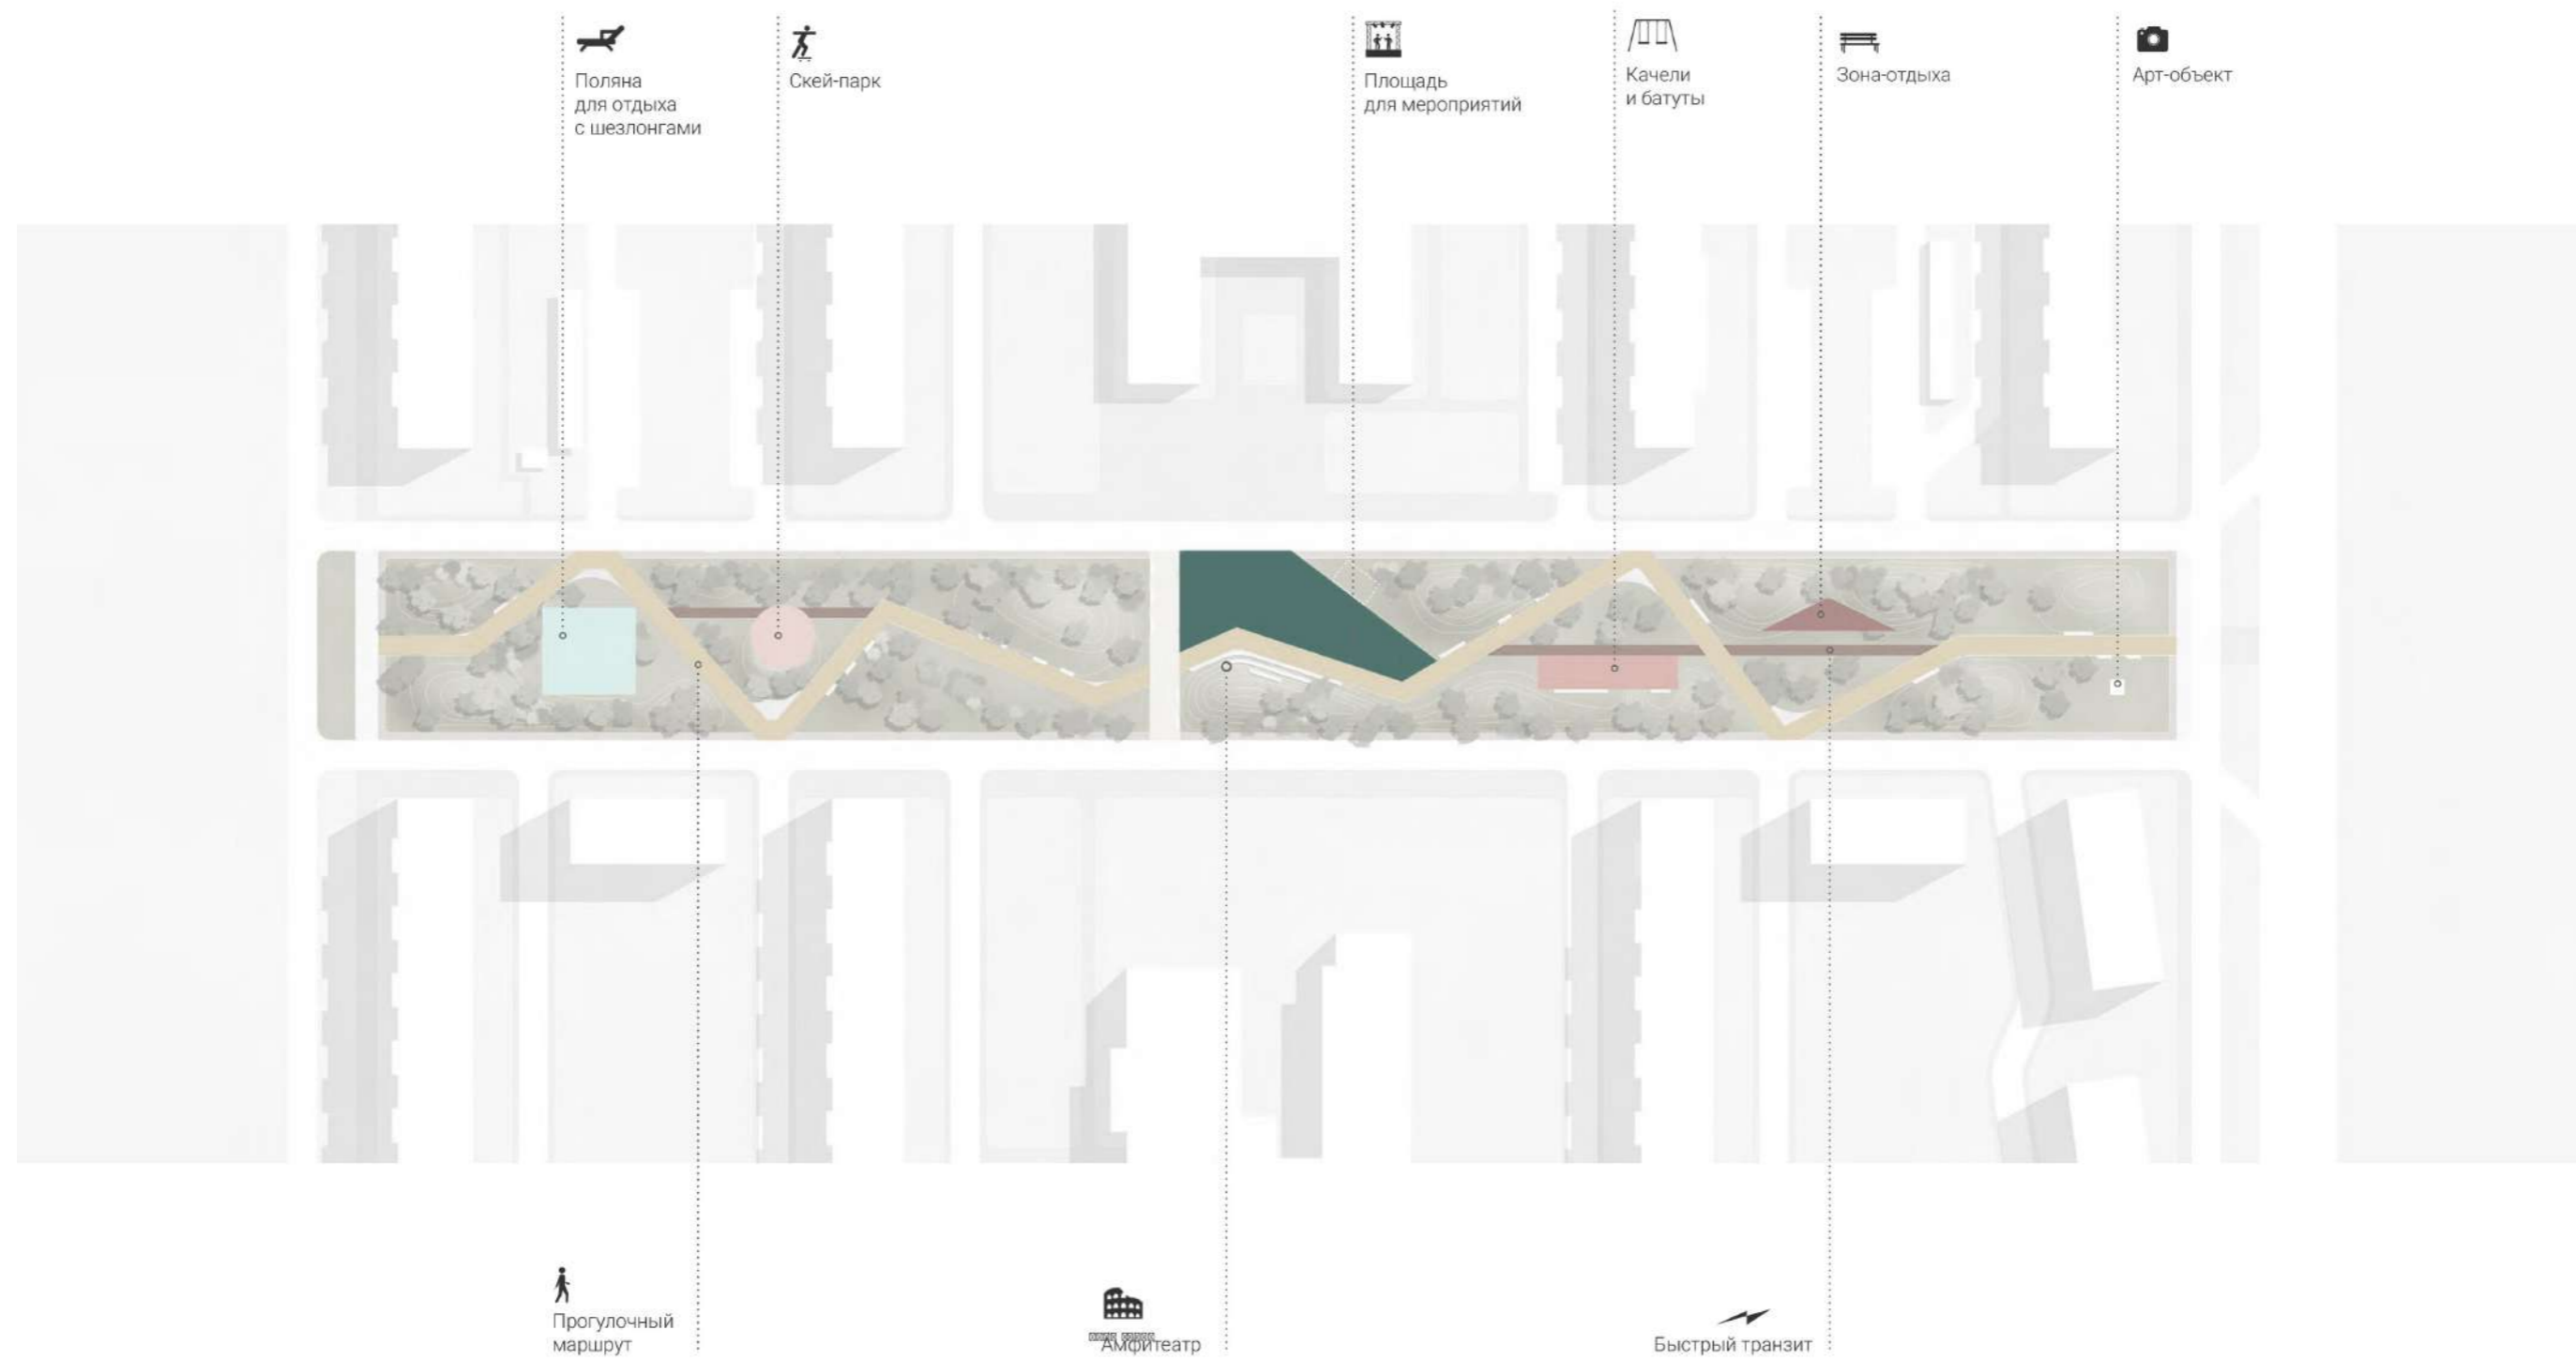 Поляна
для отдыха
с шезлонгами
Скей-парк
Площадь
для мероприятий
Качели
и батуты
Зона-отдыха
Арт-объект
Прогулочный
маршрут
Амфитеатр
Быстрый транзит